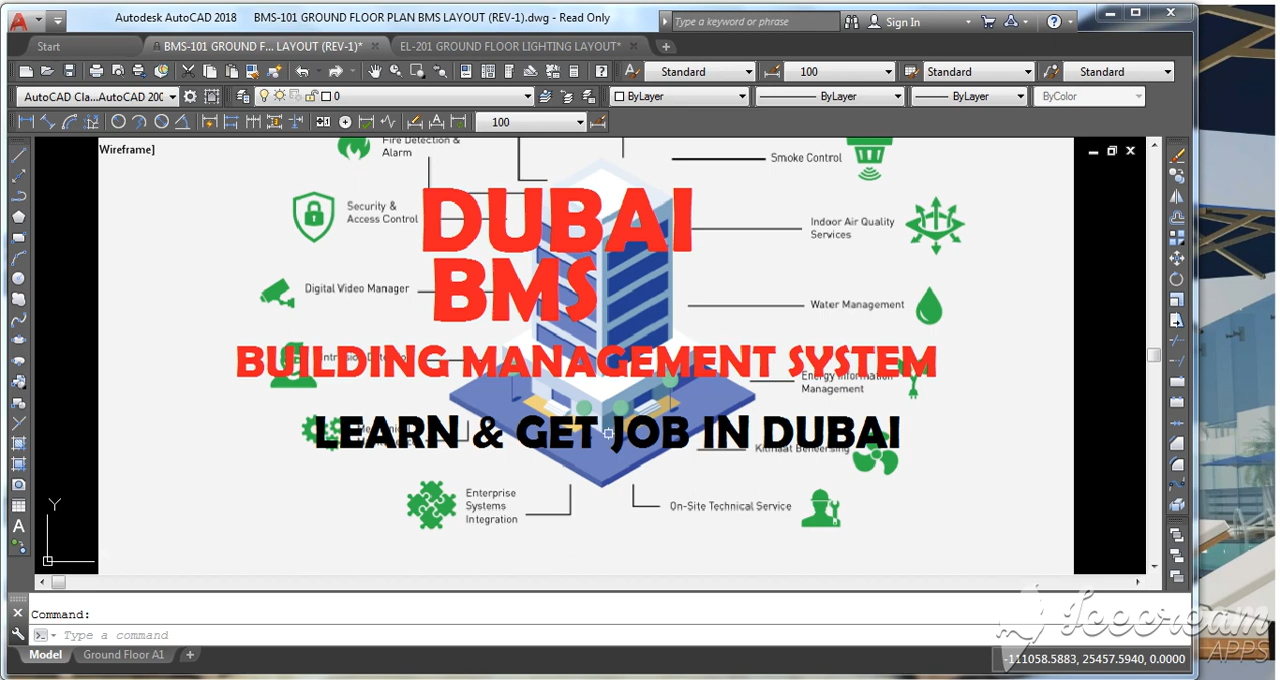 Autodesk AutoCAD 2018 BMS-101 GROUND FLOOR PLAN BMS LAYOUT (REV-1).dwg - Read Only
Type a keyword or phrase
Sign In
Start
BMS-101 GROUND F... LAYOUT (REV-1)*
EL-201 GROUND FLOOR LIGHTING LAYOUT*
Standard
100
Standard
Standard
AutoCAD Cla...AutoCAD 200
0
ByLayer
ByLayer
ByLayer
ByColor
100
Wireframe]
Fire Detection &
Alarm
Smoke Control
Security &
Access Control
DUBAI
Indoor Air Quality
Services
BMS
Digital Video Manager
Water Management
BUILDING MANAGEMENT SYSTEM
Energy Information
Management
LEARN & GET JOB IN DUBAI
Enterprise
Systems
Integration
On-Site Technical Service
Y
Command:
Type a command
Model
Ground Floor A1
-111058.5883, 25457.5940, 0.0000
Icecream
APPS